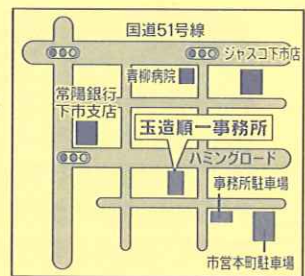 国道51号線
ジャスコ下市店
青柳病院
常陽銀行
下市支店
玉造順一事務所
ハミングロード
事務所駐車場
市営本町駐車場